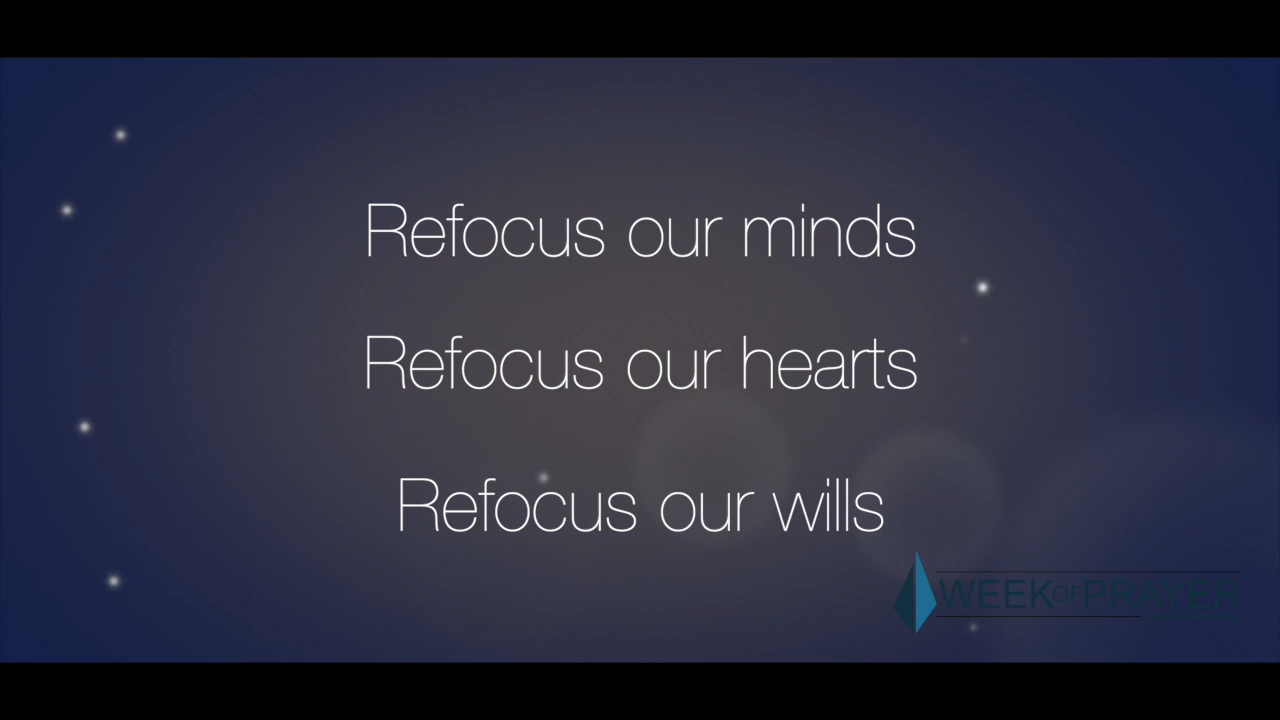 Refocus our minds
Refocus our hearts
Refocus our wills
WEEK OF PRAYER